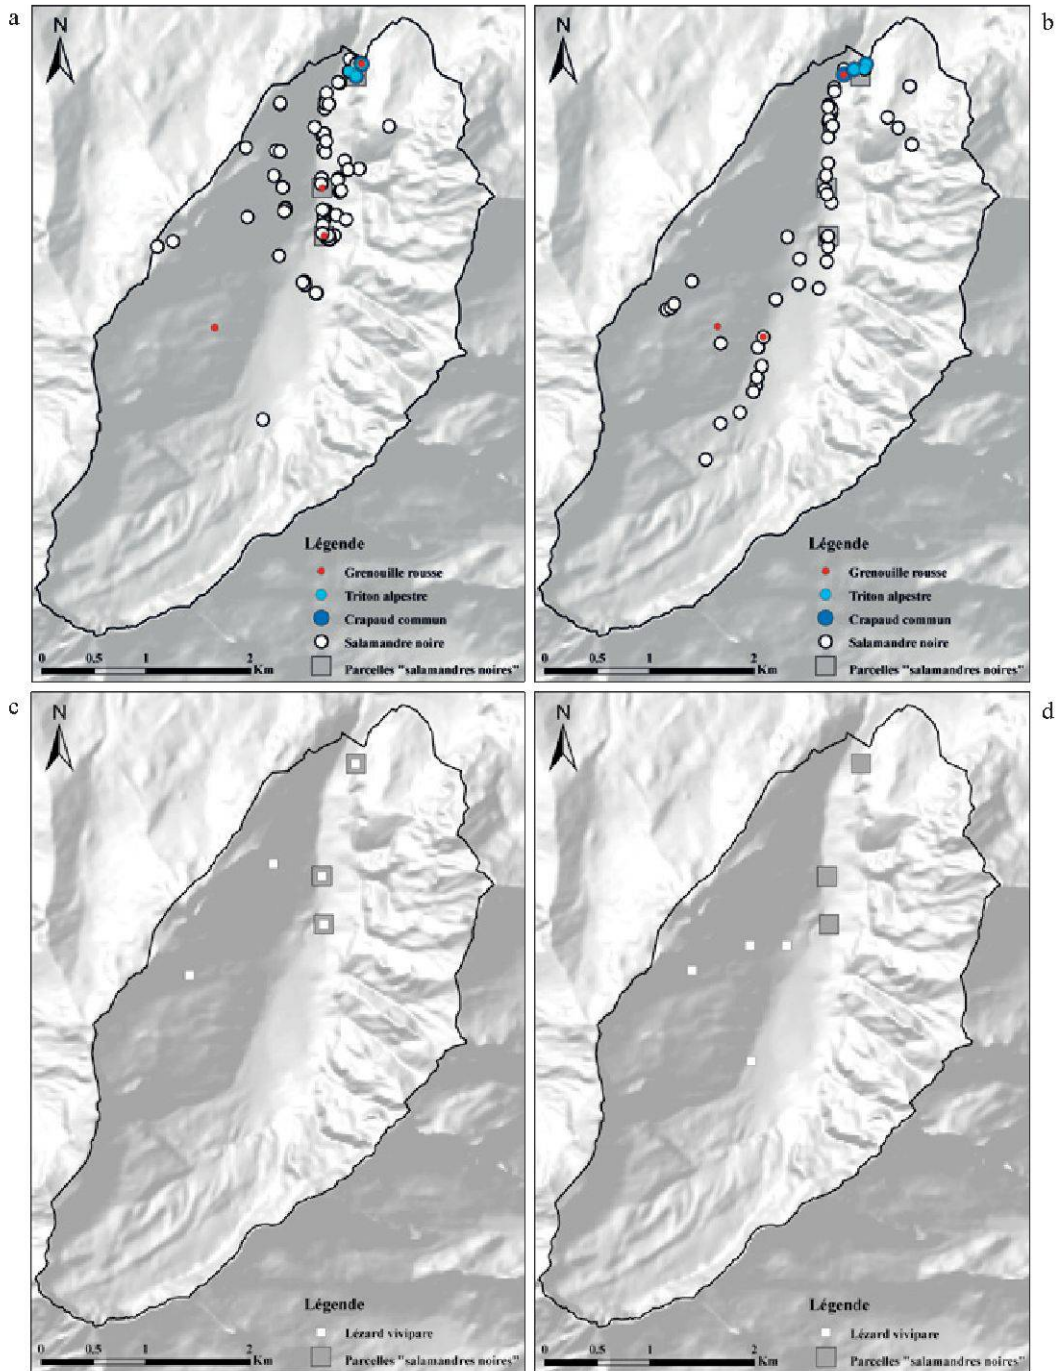 a
N
Légende
Grenouille rousse
Triton alpestre
Crapaud commun
Salamandre noire
Parcelles "salamandres noires"
0 0.5 1 2
Km
b
N
Légende
Grenouille rousse
Triton alpestre
Crapaud commun
Salamandre noire
Parcelles "salamandres noires"
0 0.5 1 2
Km
c
N
Légende
Lézard vivipare
Parcelles "salamandres noires"
0 0.5 1 2
Km
d
N
Légende
Lézard vivipare
Parcelles "salamandres noires"
0 0.5 1 2
Km